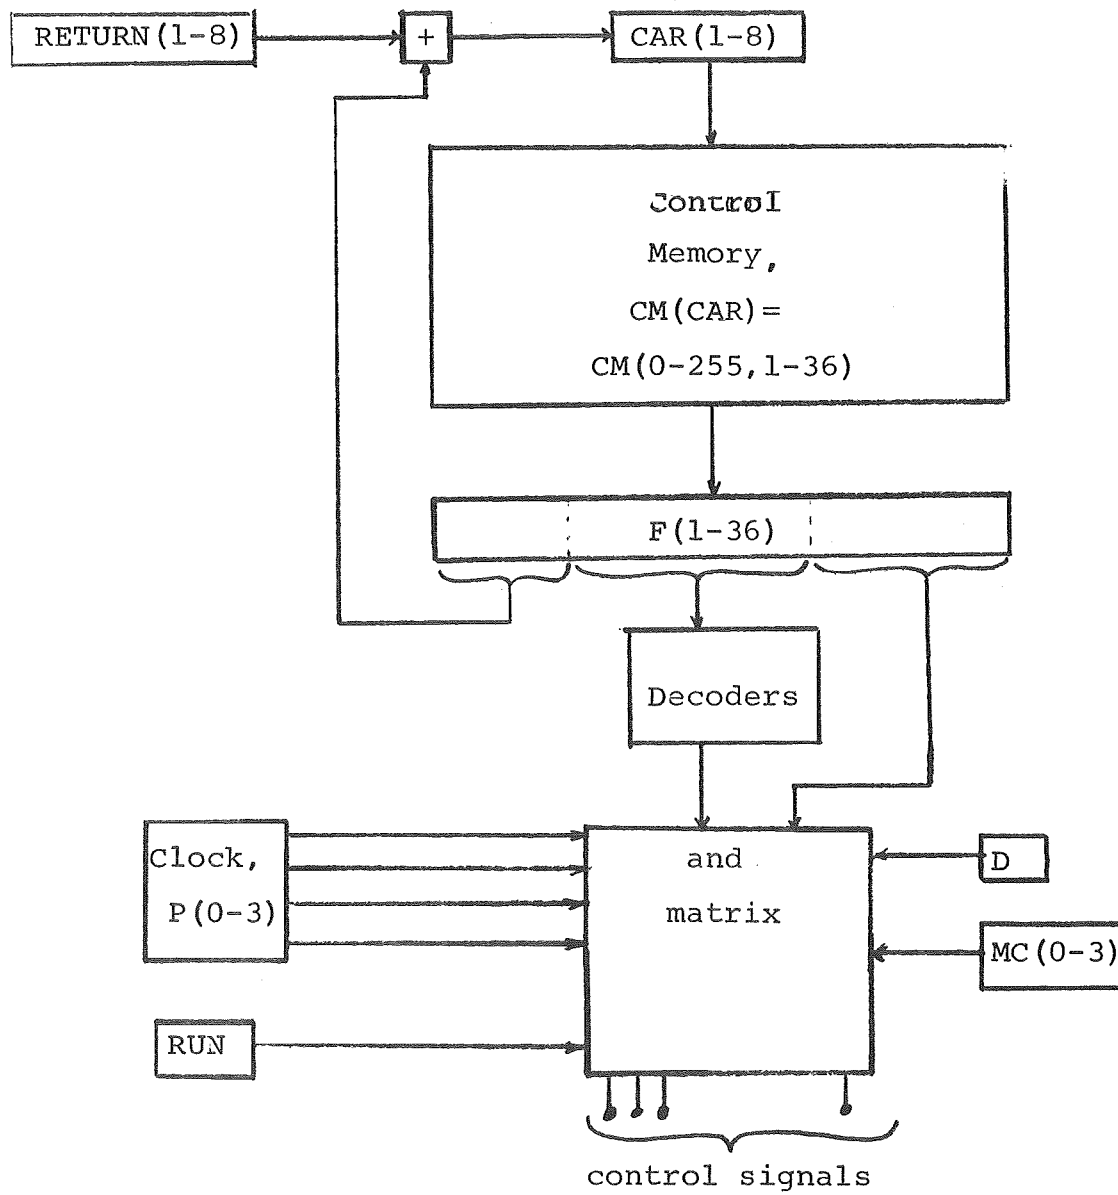 RETURN(1-8)
+
CAR(1-8)
Control
Memory,
CM(CAR)=
CM(0-255,1-36)
F(1-36)
Decoders
Clock,
P(0-3)
and
matrix
D
MC(0-3)
RUN
control signals